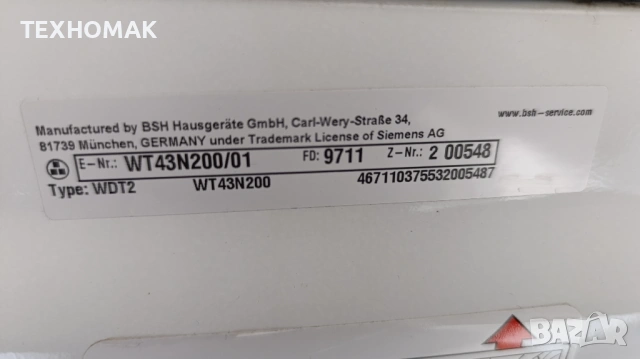 ТЕХНОМАК
www.bsh-service.com
Manufactured by BSH Hausgeräte GmbH, Carl-Wery-Straße 34,
81739 München, GERMANY under Trademark License of Siemens AG
E-Nr.: WT43N200/01 FD: 9711 Z-Nr.: 2 00548
Type: WDT2 WT43N200 467110375532005487
BAZAR